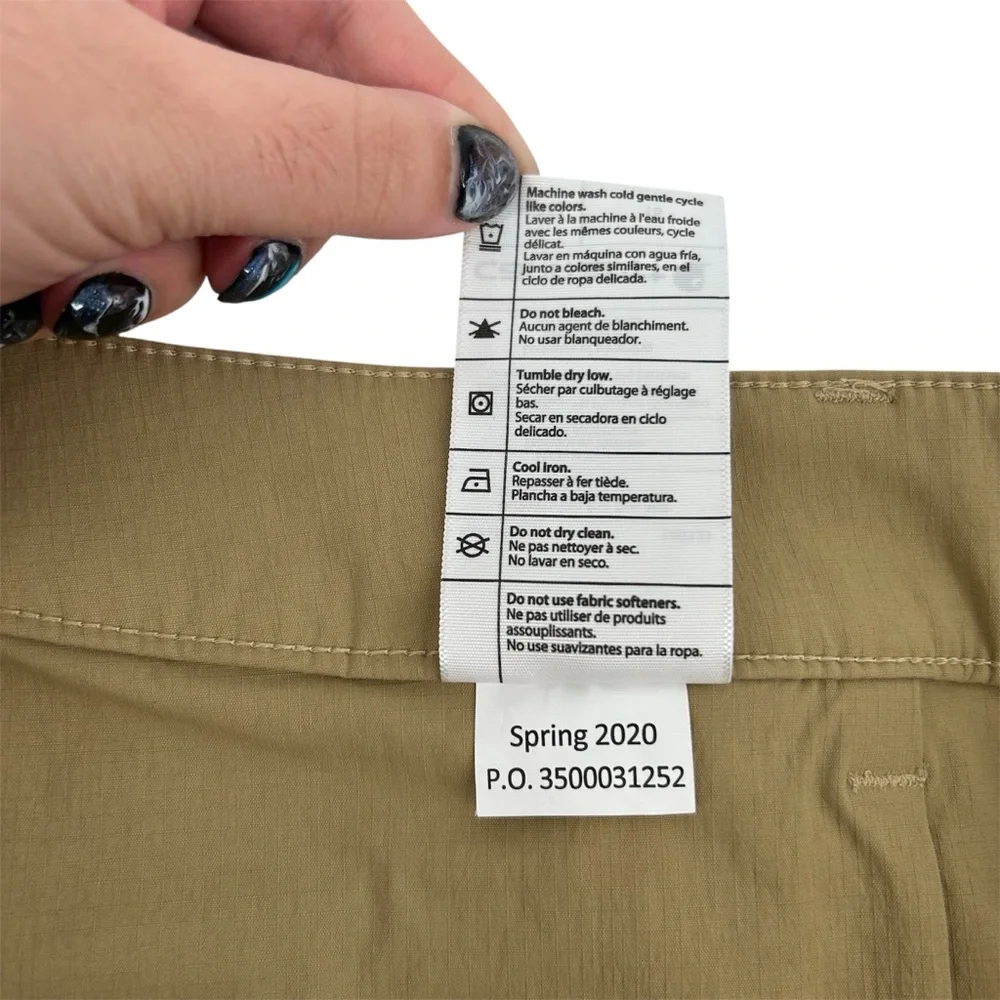 Machine wash cold gentle cycle
like colors.
Laver à la machine à l'eau froide
avec les mêmes couleurs, cycle
délicat.
Lavar en máquina con agua fría,
junto a colores similares, en el
ciclo de ropa delicada.
Do not bleach.
Aucun agent de blanchiment.
No usar blanqueador.
Tumble dry low.
Sécher par culbutage à réglage
bas.
Secar en secadora en ciclo
delicado.
Cool iron.
Repasser à fer tiède.
Plancha a baja temperatura.
Do not dry clean.
Ne pas nettoyer à sec.
No lavar en seco.
Do not use fabric softeners.
Ne pas utiliser de produits
assouplissants.
No use suavizantes para la ropa.
Spring 2020
P.O. 3500031252